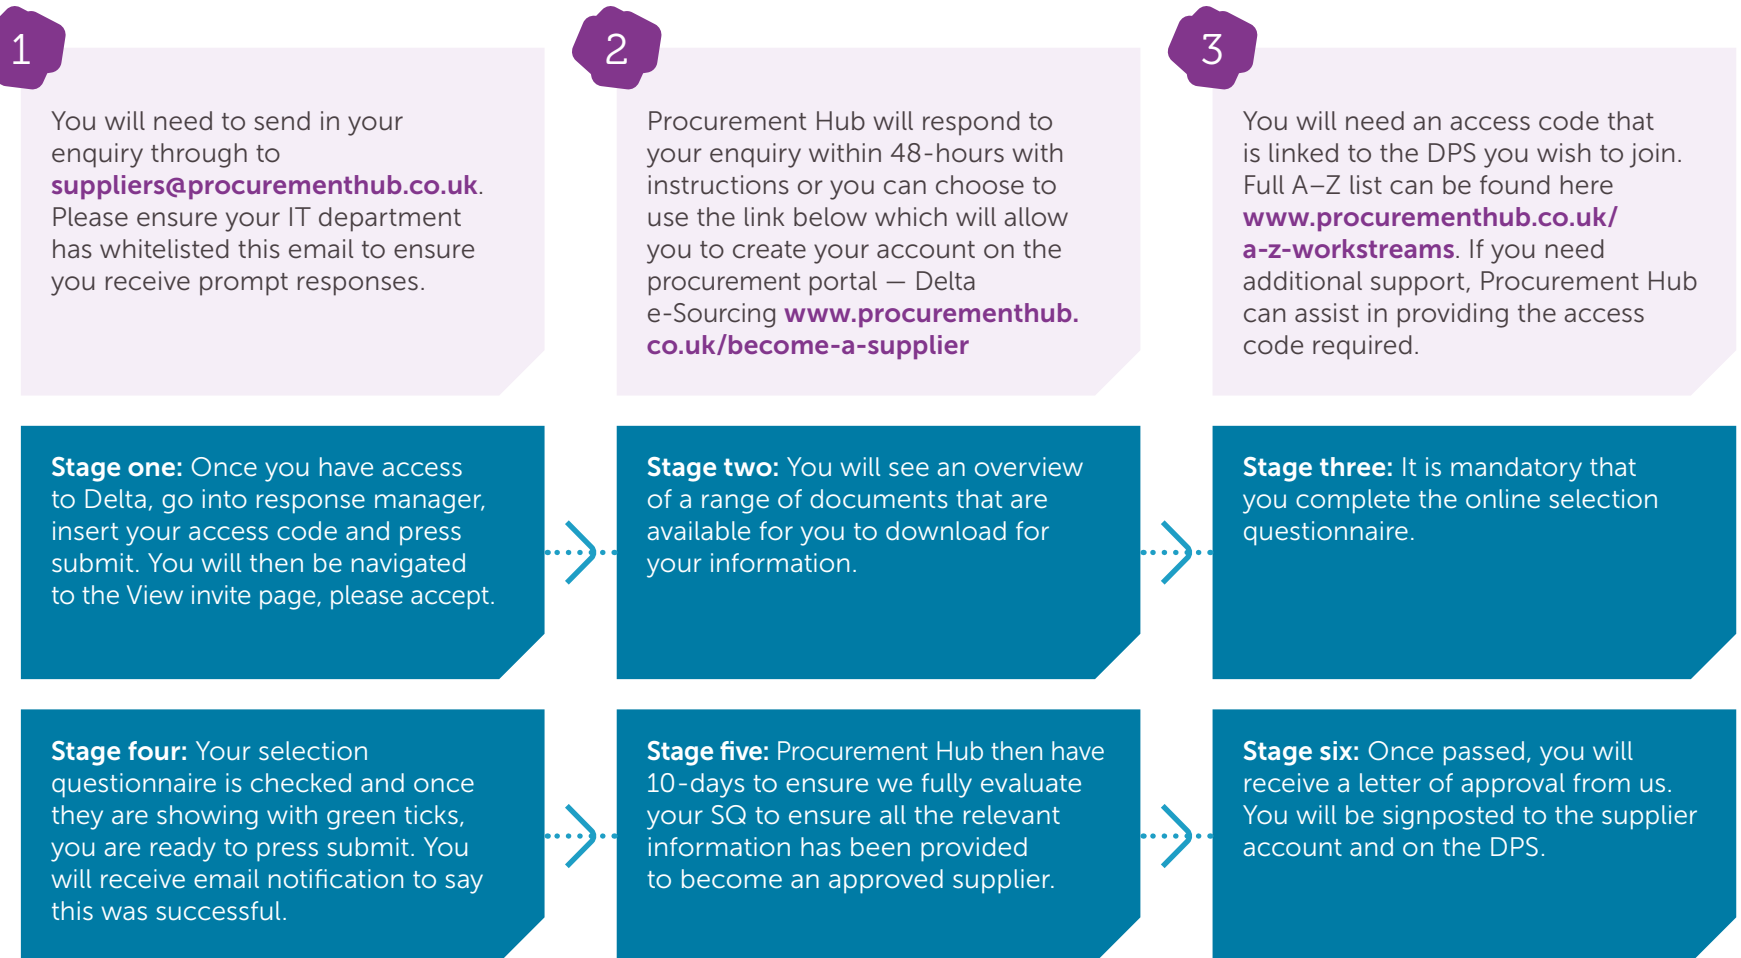 1
You will need to send in your
enquiry through to
suppliers@procurementhub.co.uk.
Please ensure your IT department
has whitelisted this email to ensure
you receive prompt responses.
2
Procurement Hub will respond to
your enquiry within 48-hours with
instructions or you can choose to
use the link below which will allow
you to create your account on the
procurement portal — Delta
e-Sourcing www.procurementhub.
co.uk/become-a-supplier
3
You will need an access code that
is linked to the DPS you wish to join.
Full A–Z list can be found here
www.procurementhub.co.uk/
a-z-workstreams. If you need
additional support, Procurement Hub
can assist in providing the access
code required.
Stage one: Once you have access
to Delta, go into response manager,
insert your access code and press
submit. You will then be navigated
to the View invite page, please accept.
Stage two: You will see an overview
of a range of documents that are
available for you to download for
your information.
Stage three: It is mandatory that
you complete the online selection
questionnaire.
Stage four: Your selection
questionnaire is checked and once
they are showing with green ticks,
you are ready to press submit. You
will receive email notification to say
this was successful.
Stage five: Procurement Hub then have
10-days to ensure we fully evaluate
your SQ to ensure all the relevant
information has been provided
to become an approved supplier.
Stage six: Once passed, you will
receive a letter of approval from us.
You will be signposted to the supplier
account and on the DPS.